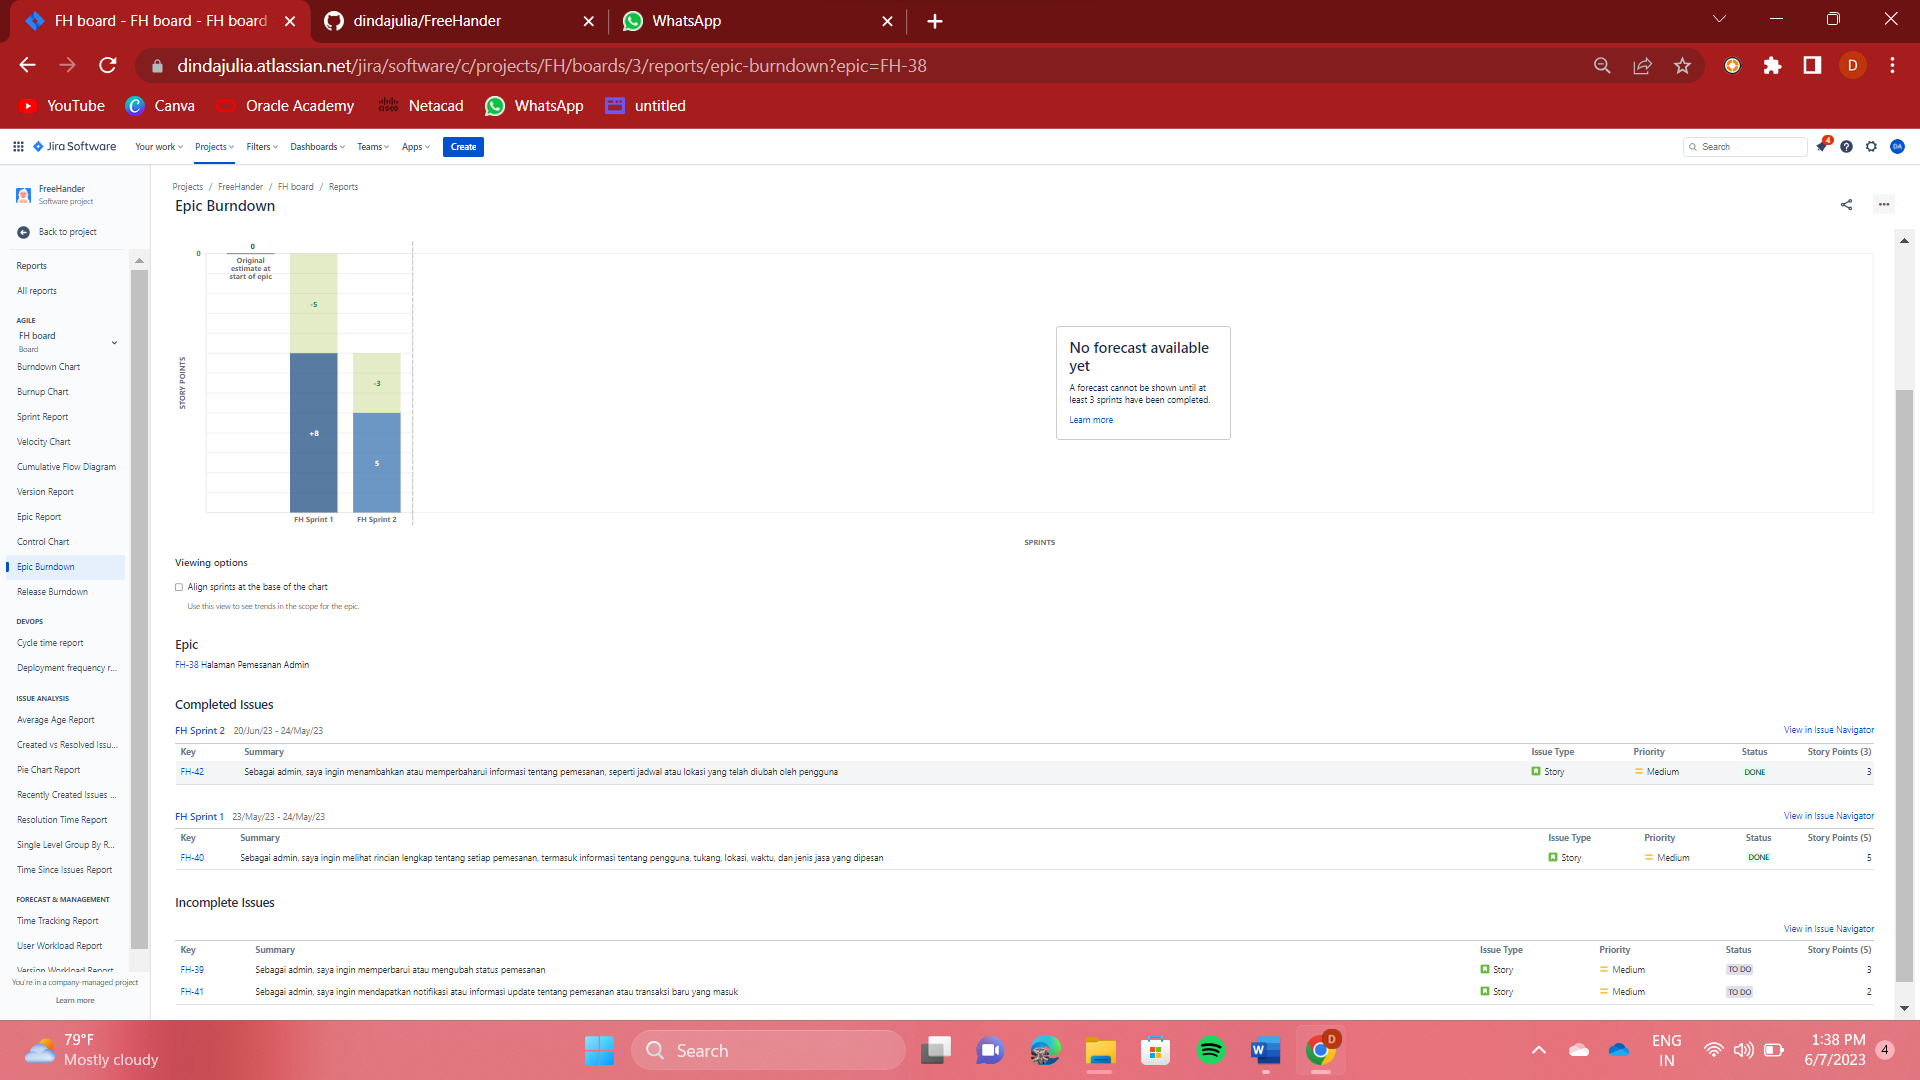 FH board - FH board - FH board
dindajulia/FreeHander
WhatsApp
dindajulia.atlassian.net/jira/software/c/projects/FH/boards/3/reports/epic-burndown?epic=FH-38
D
YouTube
Canva
Oracle Academy
Netacad
WhatsApp
untitled
Jira Software
Your work
Projects
Filters
Dashboards
Teams
Apps
Create
Search
4
DA
FreeHander
Software project
Back to project
Reports
All reports
AGILE
FH board
Board
Burndown Chart
Burnup Chart
Sprint Report
Velocity Chart
Cumulative Flow Diagram
Version Report
Epic Report
Control Chart
Epic Burndown
Release Burndown
DEVOPS
Cycle time report
Deployment frequency r...
ISSUE ANALYSIS
Average Age Report
Created vs Resolved Issu...
Pie Chart Report
Recently Created Issues ...
Resolution Time Report
Single Level Group By R...
Time Since Issues Report
FORECAST & MANAGEMENT
Time Tracking Report
User Workload Report
Version Workload Report
You're in a company-managed project
Learn more
Projects / FreeHander / FH board / Reports
Epic Burndown
0
0
Original
estimate at
start of epic
-5
+8
-3
5
STORY POINTS
FH Sprint 1
FH Sprint 2
SPRINTS
No forecast available
yet
A forecast cannot be shown until at
least 3 sprints have been completed.
Learn more
Viewing options
Align sprints at the base of the chart
Use this view to see trends in the scope for the epic.
Epic
FH-38 Halaman Pemesanan Admin
Completed Issues
FH Sprint 2 20/Jun/23 - 24/May/23 View in Issue Navigator
Key Summary Issue Type Priority Status Story Points (3)
FH-42 Sebagai admin, saya ingin menambahkan atau memperbaharui informasi tentang pemesanan, seperti jadwal atau lokasi yang telah diubah oleh pengguna Story Medium DONE 3
FH Sprint 1 23/May/23 - 24/May/23 View in Issue Navigator
Key Summary Issue Type Priority Status Story Points (5)
FH-40 Sebagai admin, saya ingin melihat rincian lengkap tentang setiap pemesanan, termasuk informasi tentang pengguna, tukang, lokasi, waktu, dan jenis jasa yang dipesan Story Medium DONE 5
Incomplete Issues
View in Issue Navigator
Key Summary Issue Type Priority Status Story Points (5)
FH-39 Sebagai admin, saya ingin memperbarui atau mengubah status pemesanan Story Medium TO DO 3
FH-41 Sebagai admin, saya ingin mendapatkan notifikasi atau informasi update tentang pemesanan atau transaksi baru yang masuk Story Medium TO DO 2
79°F
Mostly cloudy
Search
W
D
ENG
IN
1:38 PM
6/7/2023
4